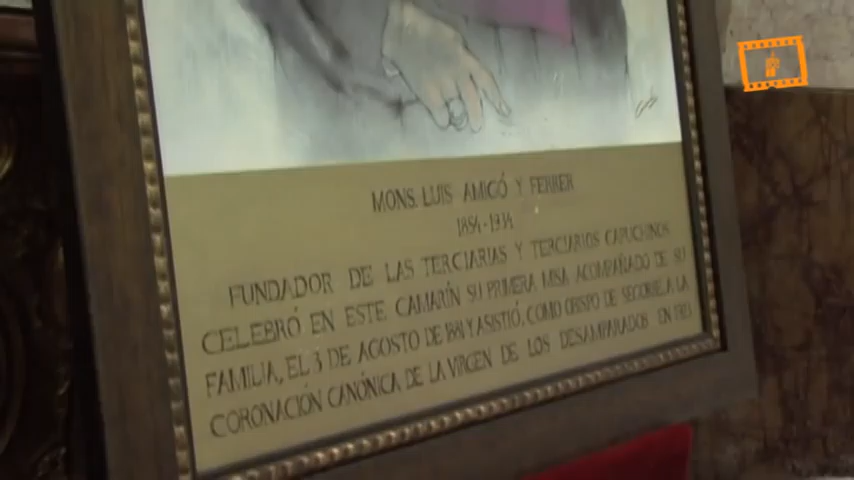 MONS. LUIS AMIGÓ Y FERRER
1854-1934
FUNDADOR DE LAS TERCIARIAS Y TERCIARIOS CAPUCHINOS
CELEBRÓ EN ESTE CAMARÍN SU PRIMERA MISA ACOMPAÑADO DE SU
FAMILIA, EL 3 DE AGOSTO DE 1881 Y ASISTIÓ, COMO OBISPO DE SEGORBE, A LA
CORONACIÓN CANÓNICA DE LA VIRGEN DE LOS DESAMPARADOS EN 1923